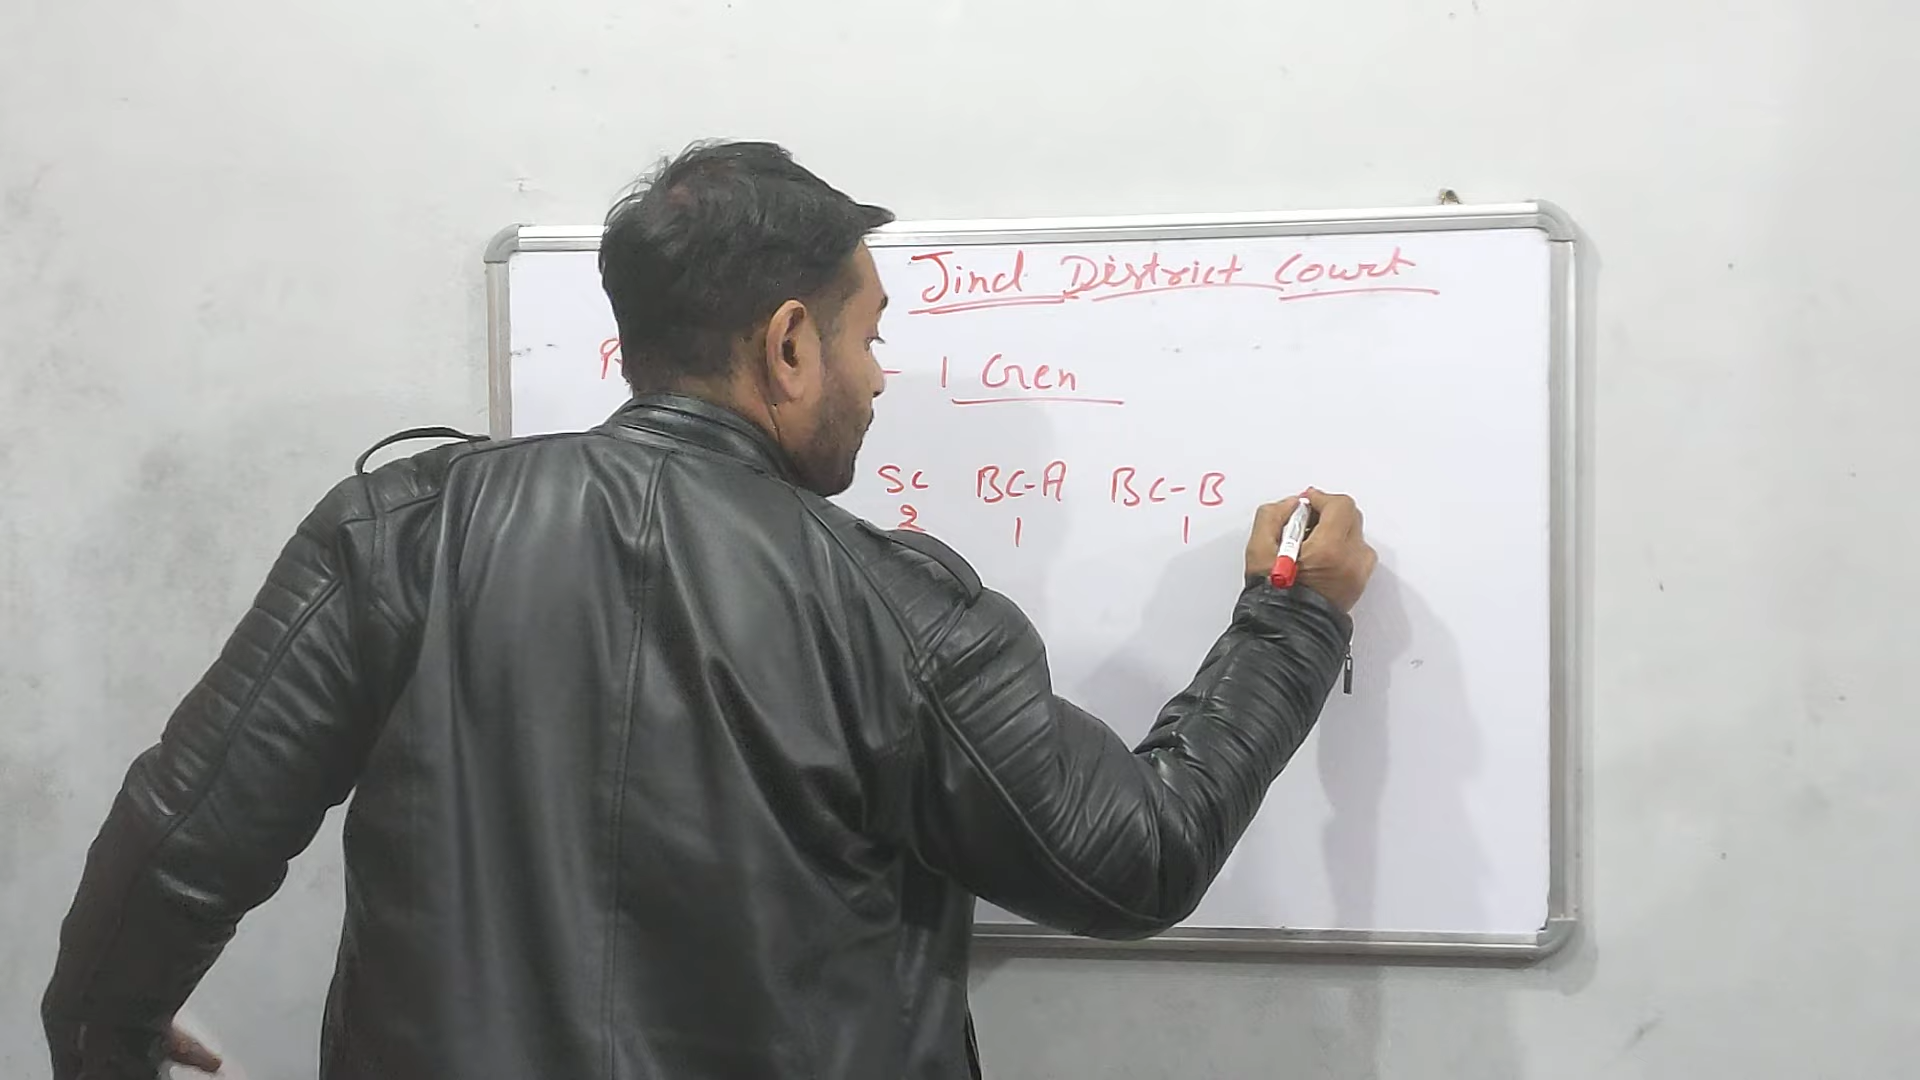 Jind District Court
- 1 Gen
SC BC-A BC-B
2 1 1